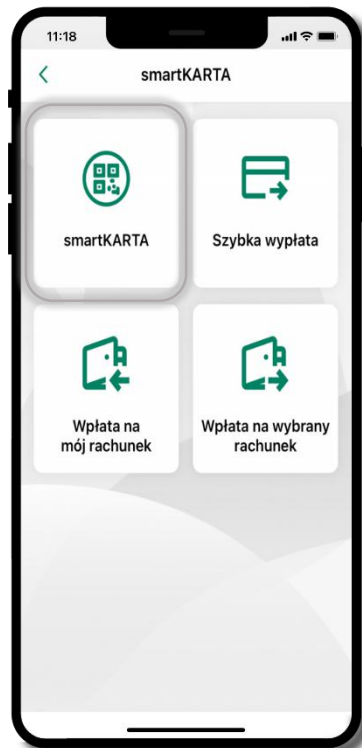 11:18
smartKARTA
smartKARTA
Szybka wypłata
Wpłata na
mój rachunek
Wpłata na wybrany
rachunek